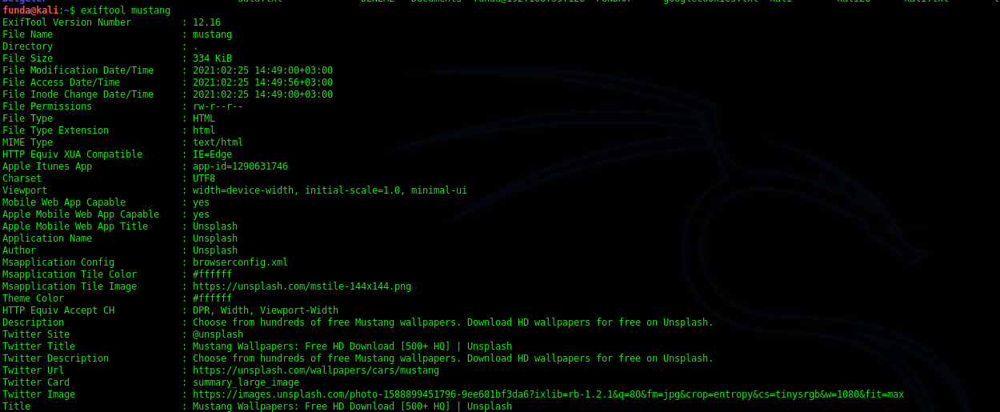 funda@kali:~$ exiftool mustang
ExifTool Version Number : 12.16
File Name : mustang
Directory : .
File Size : 334 KiB
File Modification Date/Time : 2021:02:25 14:49:00+03:00
File Access Date/Time : 2021:02:25 14:49:56+03:00
File Inode Change Date/Time : 2021:02:25 14:49:00+03:00
File Permissions : rw-r--r--
File Type : HTML
File Type Extension : html
MIME Type : text/html
HTTP Equiv XUA Compatible : IE=Edge
Apple Itunes App : app-id=1290631746
Charset : UTF8
Viewport : width=device-width, initial-scale=1.0, minimal-ui
Mobile Web App Capable : yes
Apple Mobile Web App Capable : yes
Apple Mobile Web App Title : Unsplash
Application Name : Unsplash
Author : Unsplash
Msapplication Config : browserconfig.xml
Msapplication Tile Color : #ffffff
Msapplication Tile Image : https://unsplash.com/mstile-144x144.png
Theme Color : #ffffff
HTTP Equiv Accept CH : DPR, Width, Viewport-Width
Description : Choose from hundreds of free Mustang wallpapers. Download HD wallpapers for free on Unsplash.
Twitter Site : @unsplash
Twitter Title : Mustang Wallpapers: Free HD Download [500+ HQ] | Unsplash
Twitter Description : Choose from hundreds of free Mustang wallpapers. Download HD wallpapers for free on Unsplash.
Twitter Url : https://unsplash.com/wallpapers/cars/mustang
Twitter Card : summary_large_image
Twitter Image : https://images.unsplash.com/photo-1588899451796-9ee681bf3da6?ixlib=rb-1.2.1&q=80&fm=jpg&crop=entropy&cs=tinysrgb&w=1080&fit=max
Title : Mustang Wallpapers: Free HD Download [500+ HQ] | Unsplash